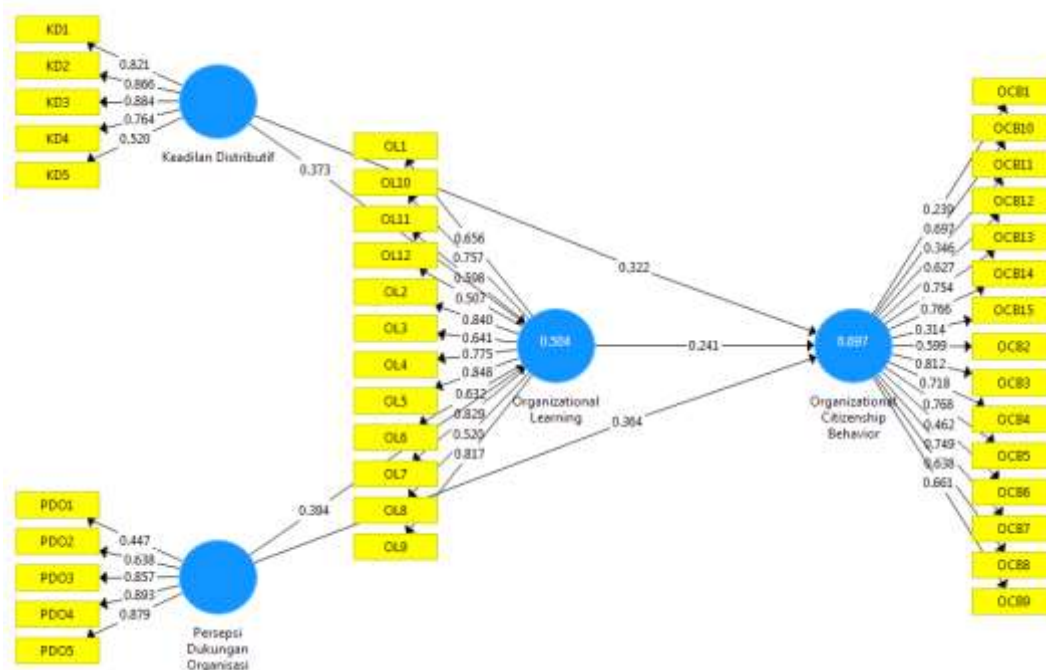 KD1
KD2
KD3
KD4
KD5
0.821
0.866
0.884
0.764
0.520
Keadilan Distributif
0.373
0.322
OL1
OL10
OL11
OL12
OL2
OL3
OL4
OL5
OL6
OL7
OL8
OL9
0.656
0.757
0.598
0.507
0.840
0.641
0.775
0.848
0.632
0.829
0.520
0.817
Organizational
Learning
0.241
0.697
Organizational
Citizenship
Behavior
0.364
OCB1
OCB10
OCB11
OCB12
OCB13
OCB14
OCB15
OCB2
OCB3
OCB4
OCB5
OCB6
OCB7
OCB8
OCB9
0.239
0.697
0.346
0.627
0.754
0.766
0.314
0.599
0.812
0.718
0.768
0.462
0.749
0.638
0.661
PDO1
PDO2
PDO3
PDO4
PDO5
0.447
0.638
0.857
0.893
0.879
0.394
Persepsi
Dukungan
Organisasi